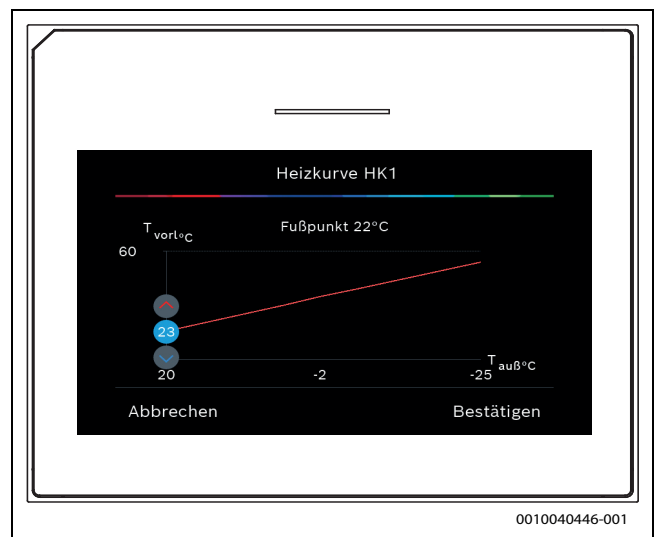 Heizkurve HK1
T vorl°C
Fußpunkt 22°C
60
23
20
-2
-25
T auß°C
Abbrechen
Bestätigen
0010040446-001